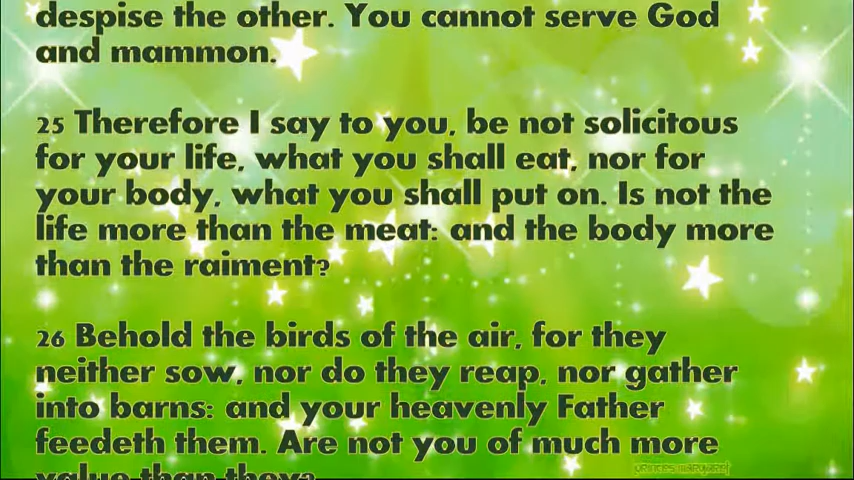 despise the other. You cannot serve God
and mammon.
25 Therefore I say to you, be not solicitous
for your life, what you shall eat, nor for
your body, what you shall put on. Is not the
life more than the meat: and the body more
than the raiment?
26 Behold the birds of the air, for they
neither sow, nor do they reap, nor gather
into barns: and your heavenly Father
feedeth them. Are not you of much more
value than they?